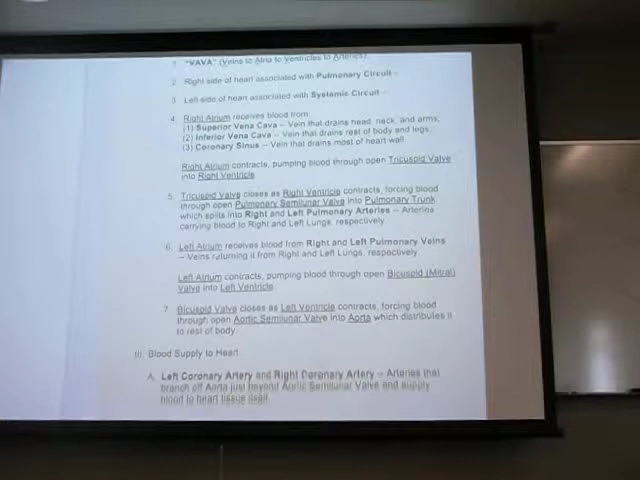 1 "VAVA" (Veins to Atria to Ventricles to Arteries)
2 Right side of heart associated with Pulmonary Circuit –
3 Left side of heart associated with Systemic Circuit –
4 Right Atrium receives blood from
(1) Superior Vena Cava – Vein that drains head, neck, and arms;
(2) Inferior Vena Cava – Vein that drains rest of body and legs;
(3) Coronary Sinus – Vein that drains most of heart wall.
Right Atrium contracts, pumping blood through open Tricuspid Valve
into Right Ventricle
5. Tricuspid Valve closes as Right Ventricle contracts, forcing blood
through open Pulmonary Semilunar Valve into Pulmonary Trunk
which splits into Right and Left Pulmonary Arteries – Arteries
carrying blood to Right and Left Lungs, respectively
6. Left Atrium receives blood from Right and Left Pulmonary Veins
– Veins returning it from Right and Left Lungs, respectively
Left Atrium contracts, pumping blood through open Bicuspid (Mitral)
Valve into Left Ventricle
7. Bicuspid Valve closes as Left Ventricle contracts, forcing blood
through open Aortic Semilunar Valve into Aorta which distributes it
to rest of body
III. Blood Supply to Heart
A. Left Coronary Artery and Right Coronary Artery – Arteries that
branch off Aorta just beyond Aortic Semilunar Valve and supply
blood to heart tissue itself.